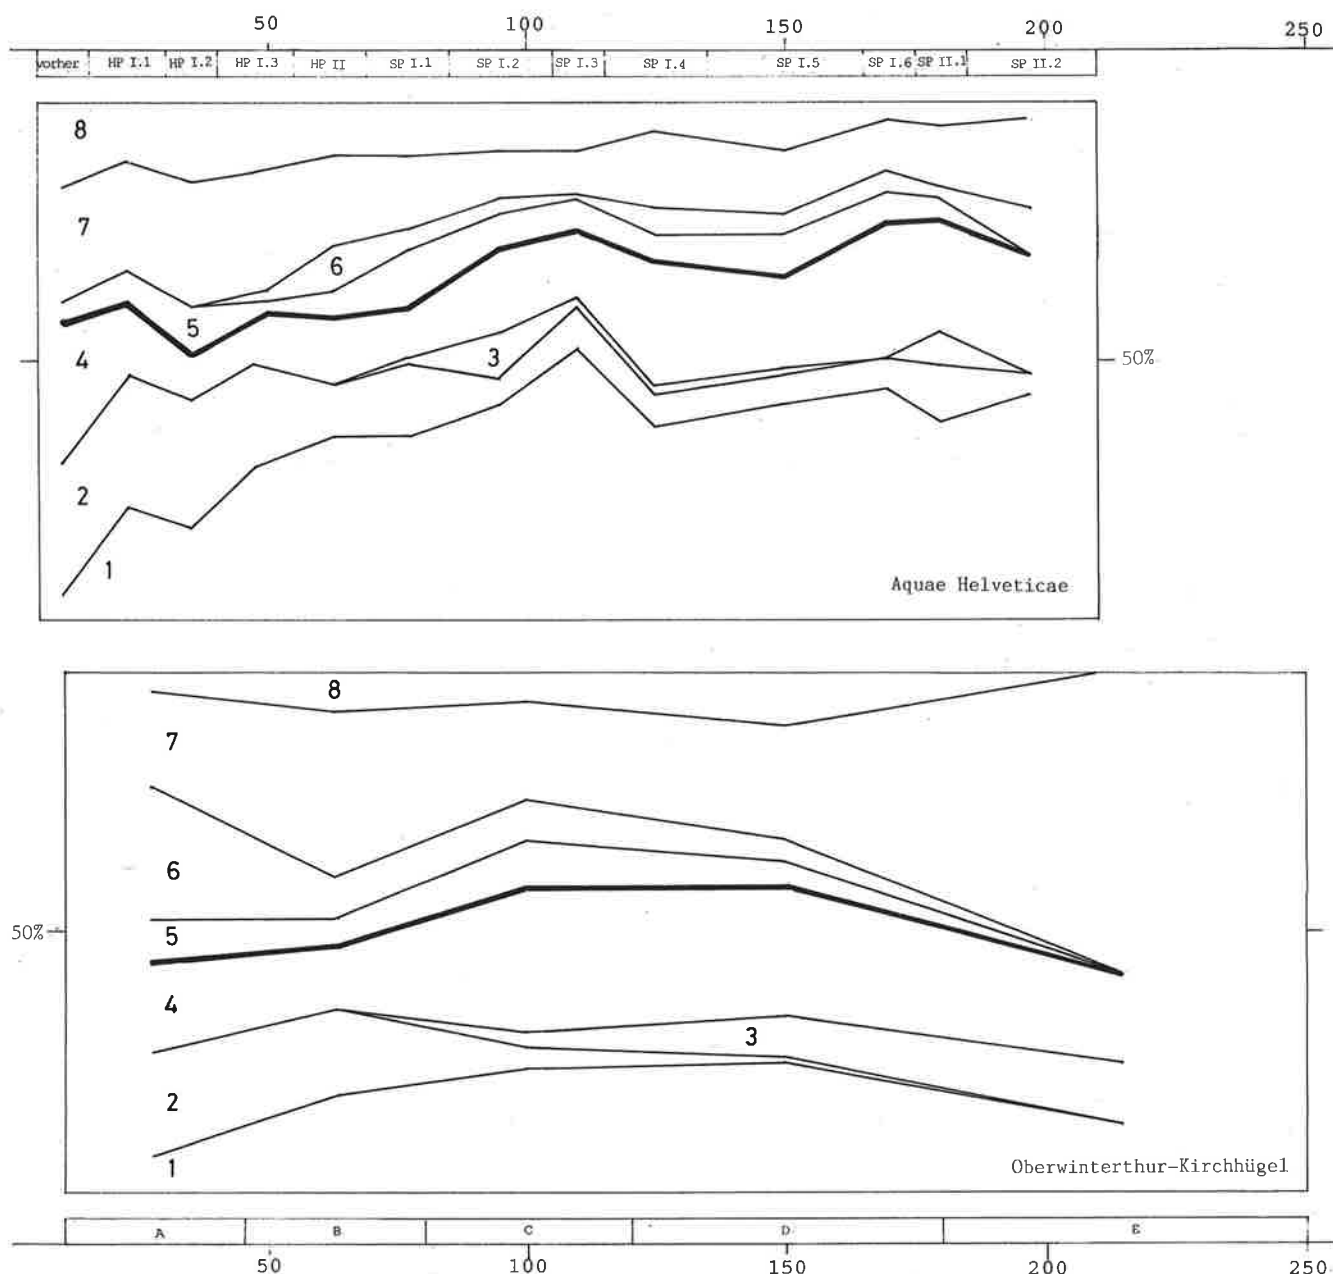 50 100 150 200 250
vorher HP I.1 HP I.2 HP I.3 HP II SP I.1 SP I.2 SP I.3 SP I.4 SP I.5 SP I.6 SP II.1 SP II.2
8
7
6
5
4 3 50%
2
1
Aquae Helveticae
8
7
6
50% 5
4
3
2
1 Oberwinterthur-Kirchhügel
A B C D E
50 100 150 200 250